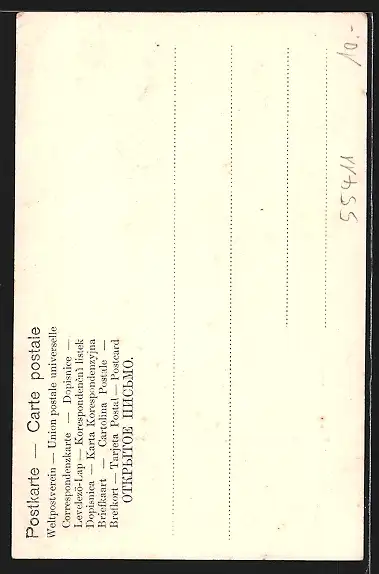 Postkarte — Carte postale
Weltpostverein — Union postale universelle
Correspondenzkarte — Dopisnice —
Levelező-Lap — Korespondenční lístek
Dopisnica — Karta Korespondenzyjna
Briefkaart — Cartolina Postale —
Brefkort — Tarjeta Postal — Postcard
ОТКРЫТОЕ ПИСЬМО.
55411
10.-